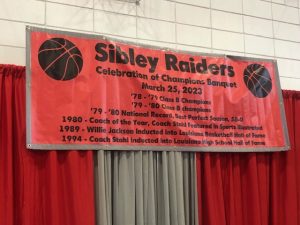 Sibley Raiders
Celebration of Champions Banquet
March 25, 2023
'78 - '79 Class B Champions
'79 - '80 Class B Champions
'79 - '80 National Record, Best Perfect Season,
1980 - Coach of the Year, Coach Stahl Featured in Sports Illustrated
1989 - Willie Jackson Inducted into Louisiana Basketball Hall of Fame
1994 - Coach Stahl Inducted into Louisiana High School Hall of Fame